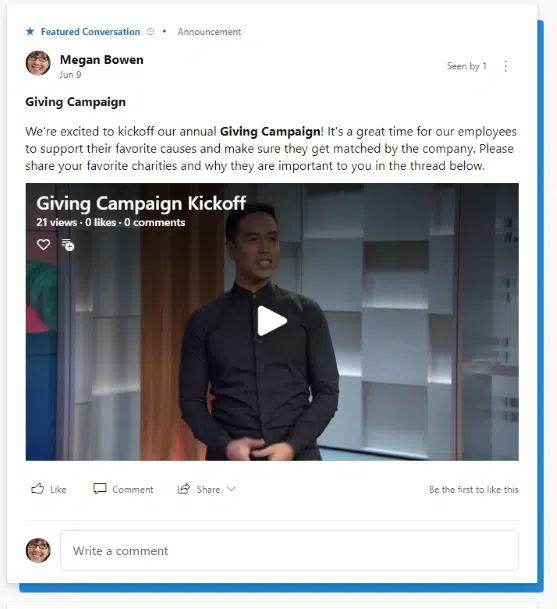 Featured Conversation • Announcement
Megan Bowen
Jun 9
Seen by 1
Giving Campaign
We're excited to kickoff our annual Giving Campaign! It's a great time for our employees
to support their favorite causes and make sure they get matched by the company. Please
share your favorite charities and why they are important to you in the thread below.
Giving Campaign Kickoff
21 views · 0 likes · 0 comments
Like Comment Share Be the first to like this
Write a comment